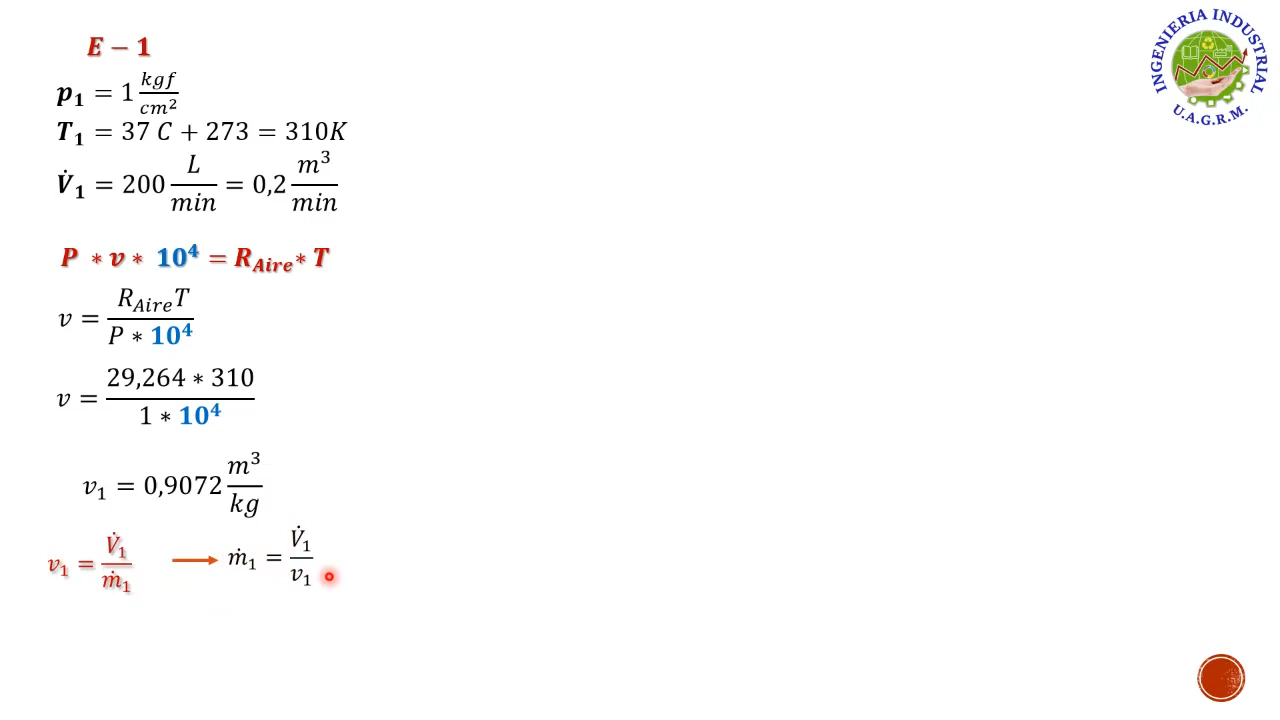 E − 1
p₁ = 1 kgf/cm²
T₁ = 37 C + 273 = 310K
V̇₁ = 200 L/min = 0,2 m³/min
P ∗ v ∗ 10⁴ = R_Aire ∗ T
v = R_Aire T / P ∗ 10⁴
v = 29,264 ∗ 310 / 1 ∗ 10⁴
v₁ = 0,9072 m³/kg
v₁ = V̇₁/ṁ₁ → ṁ₁ = V̇₁/v₁
INGENIERIA INDUSTRIAL
U.A.G.R.M.